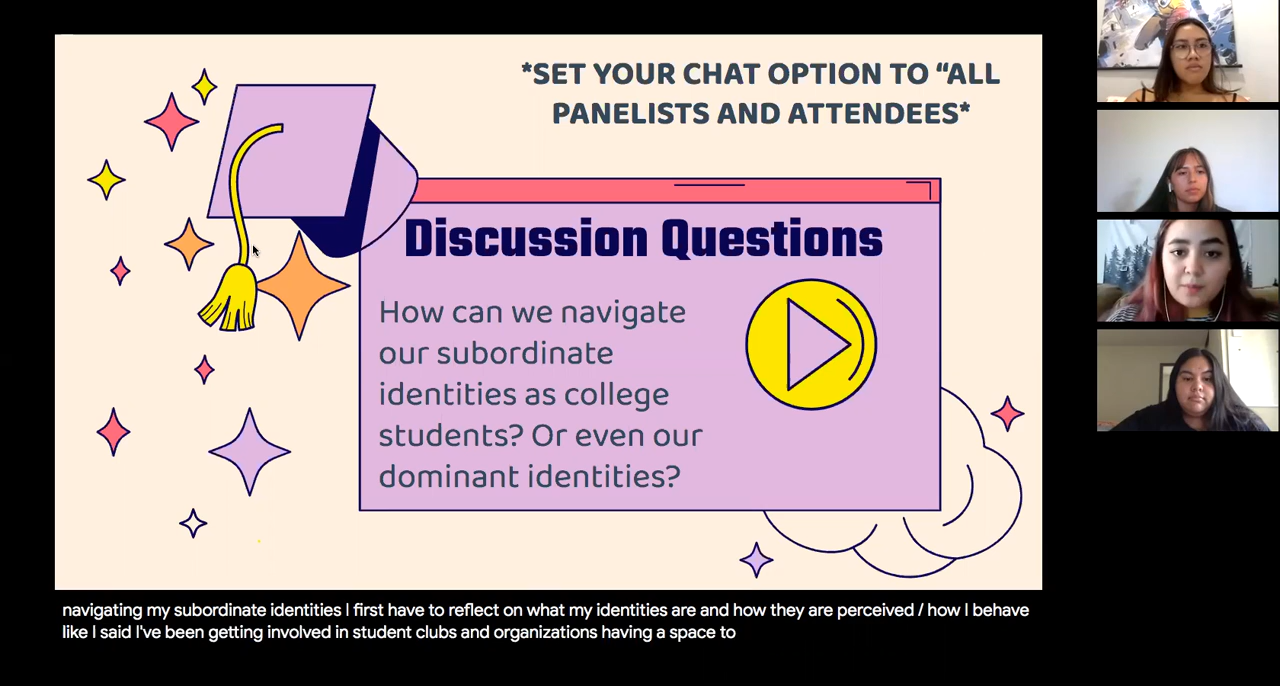 *SET YOUR CHAT OPTION TO “ALL
PANELISTS AND ATTENDEES*
Discussion Questions
How can we navigate
our subordinate
identities as college
students? Or even our
dominant identities?
navigating my subordinate identities I first have to reflect on what my identities are and how they are perceived / how I behave
like I said I've been getting involved in student clubs and organizations having a space to